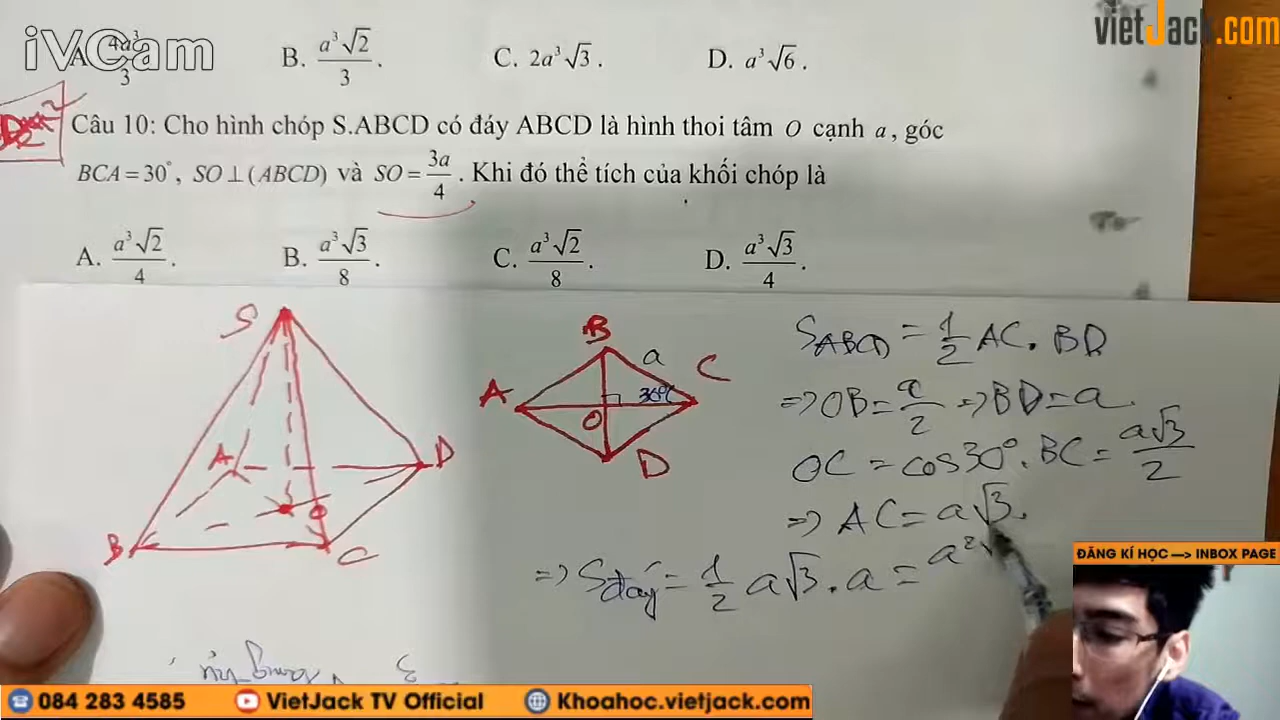 iVCam
vietJack.com
A. 4a³/3 B. a³√2/3 . C. 2a³√3 . D. a³√6 .
Câu 10: Cho hình chóp S.ABCD có đáy ABCD là hình thoi tâm O cạnh a, góc
BCA = 30°, SO ⊥ (ABCD) và SO = 3a/4 . Khi đó thể tích của khối chóp là
A. a³√2/4 . B. a³√3/8 . C. a³√2/8 . D. a³√3/4 .
S
A
D
B
C
O
B
a
A
C
30°
O
D
S_ABCD = 1/2 AC . BD
=> OB = a/2 => BD = a.
OC = cos30° . BC = a√3/2
=> AC = a√3 .
=> Sđáy = 1/2 a√3 . a = a²√
ĐĂNG KÍ HỌC —> INBOX PAGE
084 283 4585 VietJack TV Official Khoahoc.vietjack.com